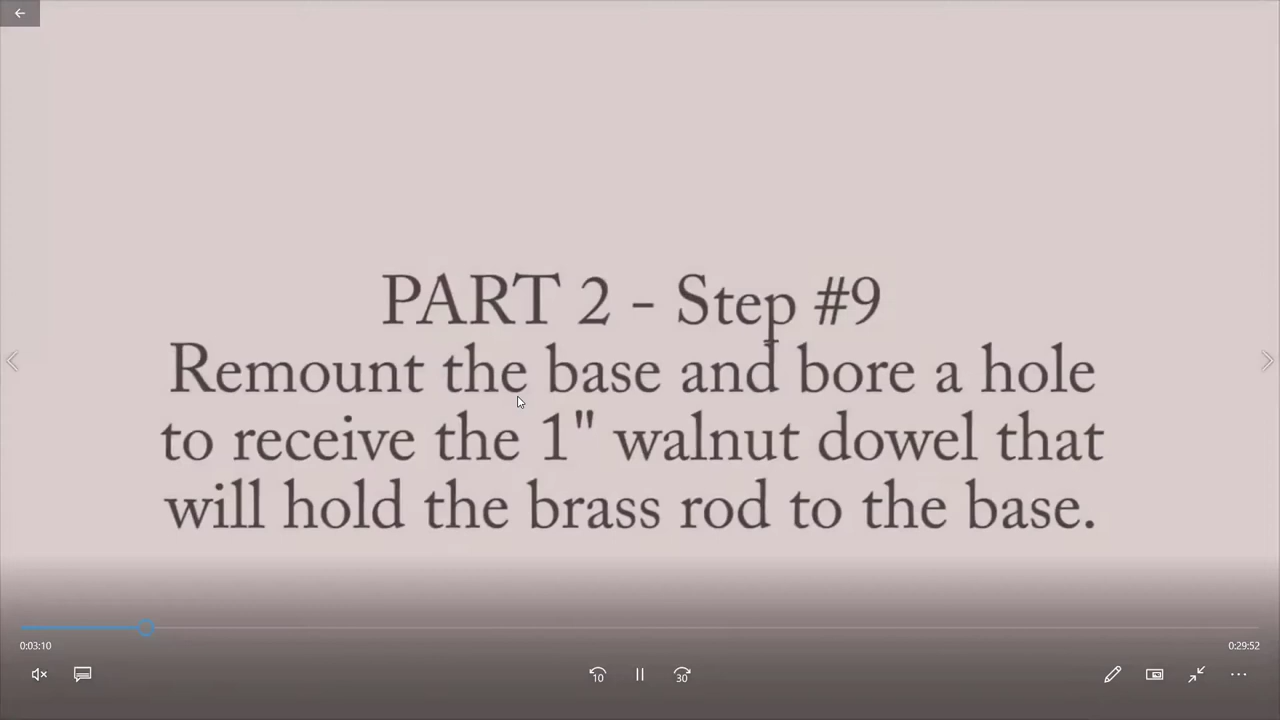 PART 2 - Step #9
Remount the base and bore a hole
to receive the 1" walnut dowel that
will hold the brass rod to the base.
0:03:10
0:29:52
10
30